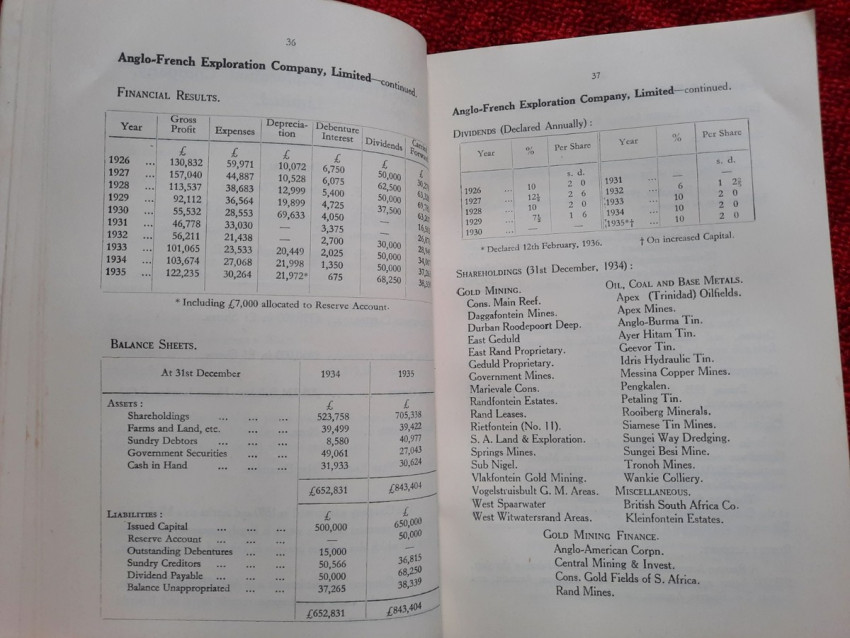 36
Anglo-French Exploration Company, Limited—continued.
FINANCIAL RESULTS.
Year Gross Profit Expenses Deprecia-tion Debenture Interest Dividends
£ £ £ £ £ £
1926 ... 130,832 59,971 10,072 6,750 50,000
1927 ... 157,040 44,887 10,528 6,075 62,500
1928 ... 113,537 38,683 12,999 5,400 50,000
1929 ... 92,112 36,564 19,899 4,725 37,500
1930 ... 55,532 28,553 69,633 4,050 —
1931 ... 46,778 33,030 — 3,375 —
1932 ... 56,211 21,438 — 2,700 30,000
1933 ... 101,065 23,533 20,449 2,025 50,000
1934 ... 103,674 27,068 21,998 1,350 50,000
1935 ... 122,235 30,264 21,972* 675 68,250
* Including £7,000 allocated to Reserve Account.
BALANCE SHEETS.
At 31st December 1934 1935
ASSETS : £ £
Shareholdings ... ... ... 523,758 705,338
Farms and Land, etc. ... ... 39,499 39,422
Sundry Debtors ... ... 8,580 40,977
Government Securities ... ... 49,061 27,043
Cash in Hand ... ... ... 31,933 30,624
£652,831 £843,404
LIABILITIES : £ £
Issued Capital ... ... ... 500,000 650,000
Reserve Account ... ... ... — 50,000
Outstanding Debentures ... ... 15,000
Sundry Creditors ... ... 50,566 36,815
Dividend Payable ... ... ... 50,000 68,250
Balance Unappropriated ... ... 37,265 38,339
£652,831 £843,404
37
Anglo-French Exploration Company, Limited—continued.
DIVIDENDS (Declared Annually) :
Year % Per Share Year % Per Share
s. d. s. d.
1926 ... 10 2 0 1931 ... — —
1927 ... 12½ 2 6 1932 ... 6 1
1928 ... 10 2 0 1933 ... 10 2 0
1929 ... 7½ 1 6 1934 ... 10 2 0
1930 ... — — 1935*† ... 10 2 0
* Declared 12th February, 1936. † On increased Capital.
SHAREHOLDINGS (31st December, 1934) :
GOLD MINING.
Cons. Main Reef.
Daggafontein Mines.
Durban Roodepoort Deep.
East Geduld
East Rand Proprietary.
Geduld Proprietary.
Government Mines.
Marievale Cons.
Randfontein Estates.
Rand Leases.
Rietfontein (No. 11).
S. A. Land & Exploration.
Springs Mines.
Sub Nigel.
Vlakfontein Gold Mining.
Vogelstruisbult G. M. Areas.
West Spaarwater
West Witwatersrand Areas.
OIL, COAL AND BASE METALS.
Apex (Trinidad) Oilfields.
Apex Mines.
Anglo-Burma Tin.
Ayer Hitam Tin.
Geevor Tin.
Idris Hydraulic Tin.
Messina Copper Mines.
Pengkalen.
Petaling Tin.
Rooiberg Minerals.
Siamese Tin Mines.
Sungei Way Dredging.
Sungei Besi Mine.
Tronoh Mines.
Wankie Colliery.
MISCELLANEOUS.
British South Africa Co.
Kleinfontein Estates.
GOLD MINING FINANCE.
Anglo-American Corpn.
Central Mining & Invest.
Cons. Gold Fields of S. Africa.
Rand Mines.